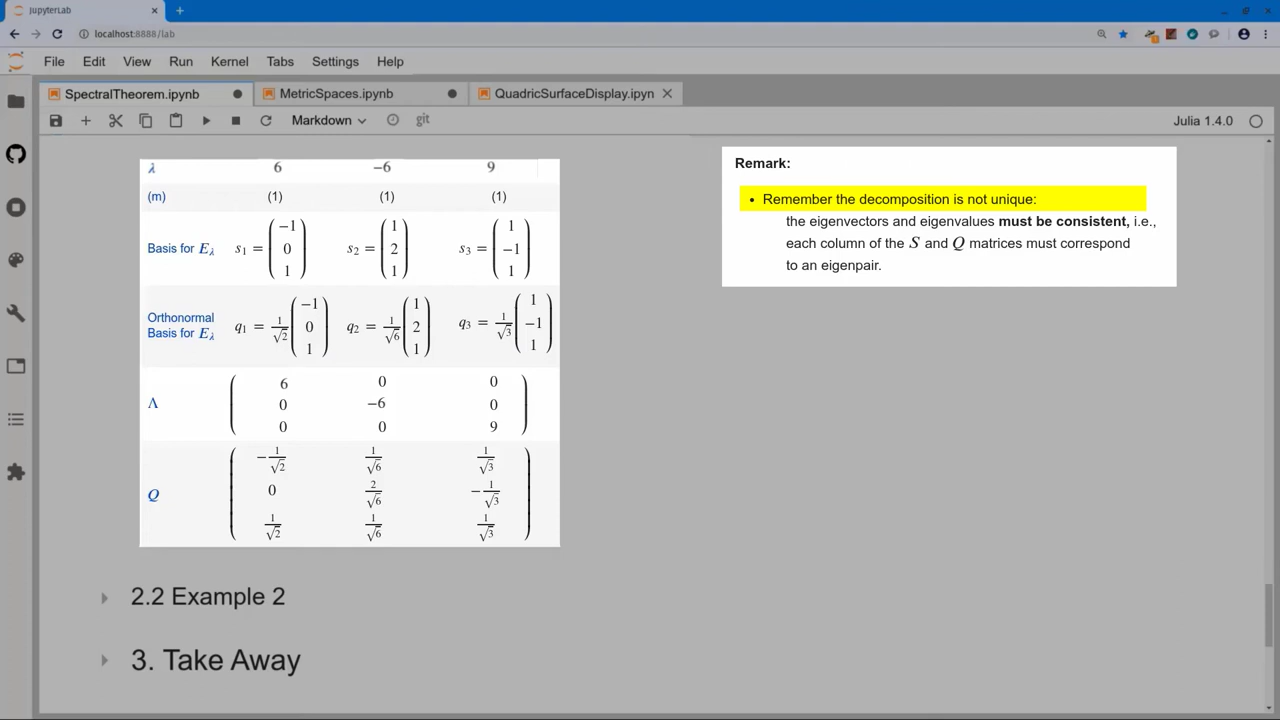 JupyterLab
localhost:8888/lab
File Edit View Run Kernel Tabs Settings Help
SpectralTheorem.ipynb MetricSpaces.ipynb QuadricSurfaceDisplay.ipyn
Markdown git Julia 1.4.0
λ 6 −6 9
(m) (1) (1) (1)
Basis for E_λ s₁ = (−1 0 1) s₂ = (1 2 1) s₃ = (1 −1 1)
Orthonormal
Basis for E_λ q₁ = 1/√2 (−1 0 1) q₂ = 1/√6 (1 2 1) q₃ = 1/√3 (1 −1 1)
Λ
6 0 0
0 −6 0
0 0 9
Q
−1/√2 1/√6 1/√3
0 2/√6 −1/√3
1/√2 1/√6 1/√3
Remark:
• Remember the decomposition is not unique:
the eigenvectors and eigenvalues must be consistent, i.e.,
each column of the S and Q matrices must correspond
to an eigenpair.
2.2 Example 2
3. Take Away